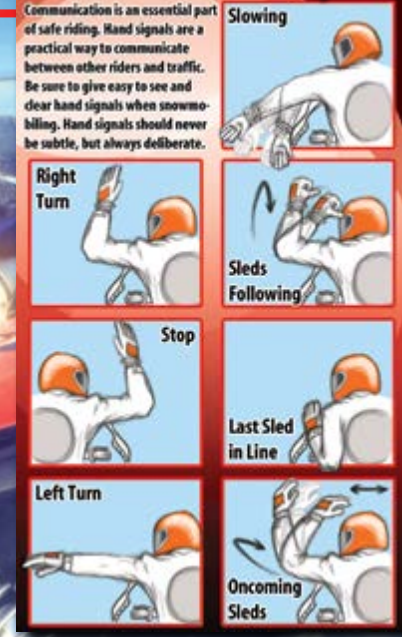 Communication is an essential part
of safe riding. Hand signals are a
practical way to communicate
between other riders and traffic.
Be sure to give easy to see and
clear hand signals when snowmo-
biling. Hand signals should never
be subtle, but always deliberate.
Slowing
Right
Turn
Sleds
Following
Stop
Last Sled
in Line
Left Turn
Oncoming
Sleds